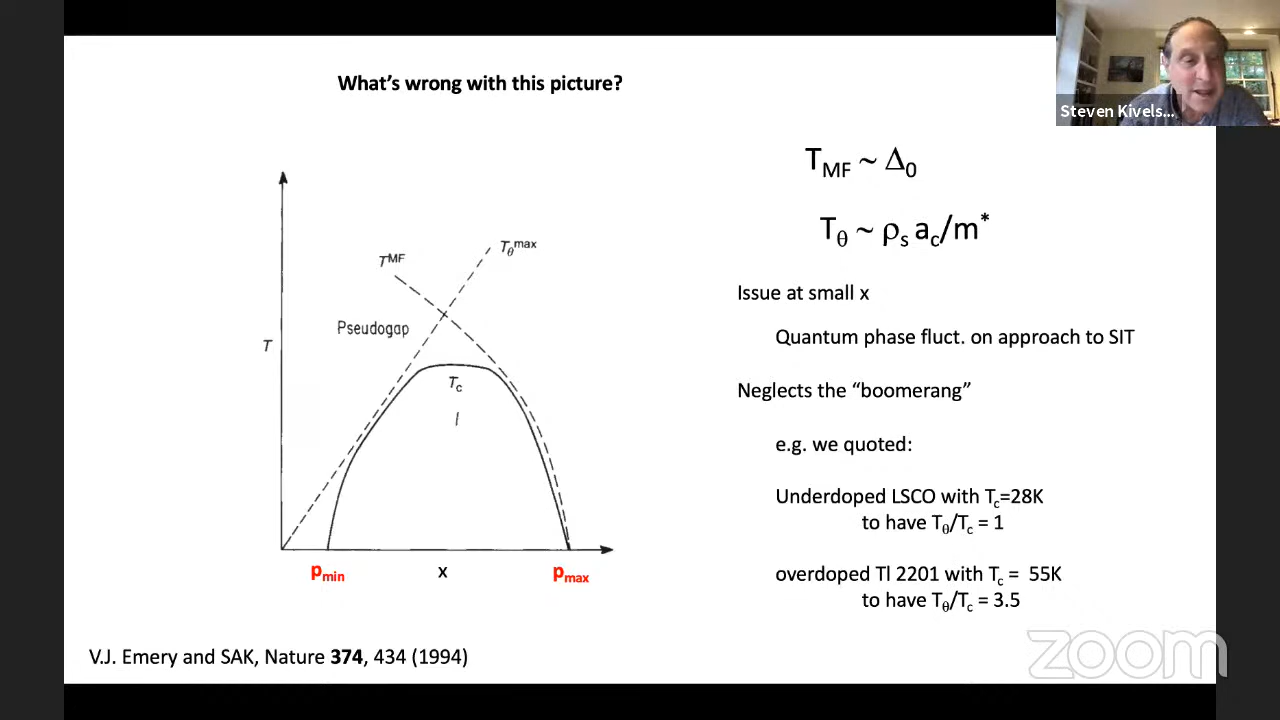 What's wrong with this picture?
Steven Kivels...
T_MF ~ Δ_0
T_θ ~ ρ_s a_c/m*
T_θ^max
T^MF
Pseudogap
T
T_c
Issue at small x
Quantum phase fluct. on approach to SIT
Neglects the “boomerang”
e.g. we quoted:
Underdoped LSCO with T_c=28K
to have T_θ/T_c = 1
overdoped Tl 2201 with T_c = 55K
to have T_θ/T_c = 3.5
p_min
x
p_max
V.J. Emery and SAK, Nature 374, 434 (1994)
zoom